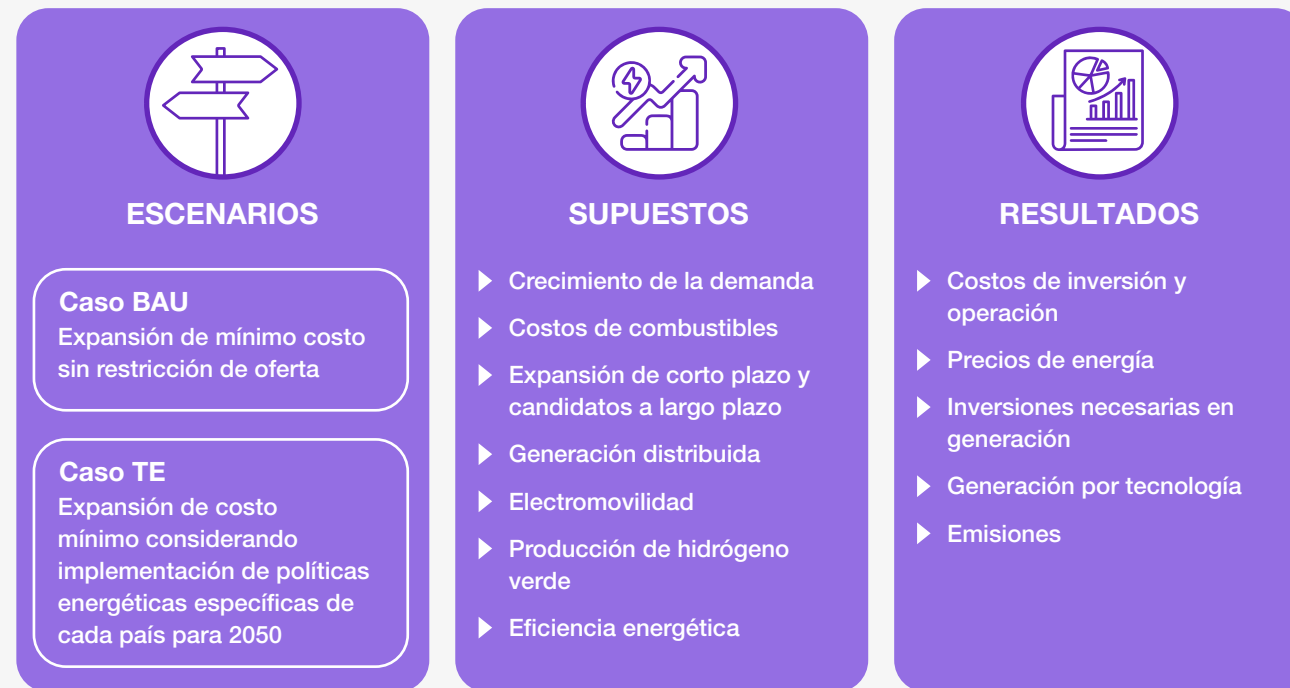 ESCENARIOS
Caso BAU
Expansión de mínimo costo
sin restricción de oferta
Caso TE
Expansión de costo
mínimo considerando
implementación de políticas
energéticas específicas de
cada país para 2050
SUPUESTOS
Crecimiento de la demanda
Costos de combustibles
Expansión de corto plazo y
candidatos a largo plazo
Generación distribuida
Electromovilidad
Producción de hidrógeno
verde
Eficiencia energética
RESULTADOS
Costos de inversión y
operación
Precios de energía
Inversiones necesarias en
generación
Generación por tecnología
Emisiones